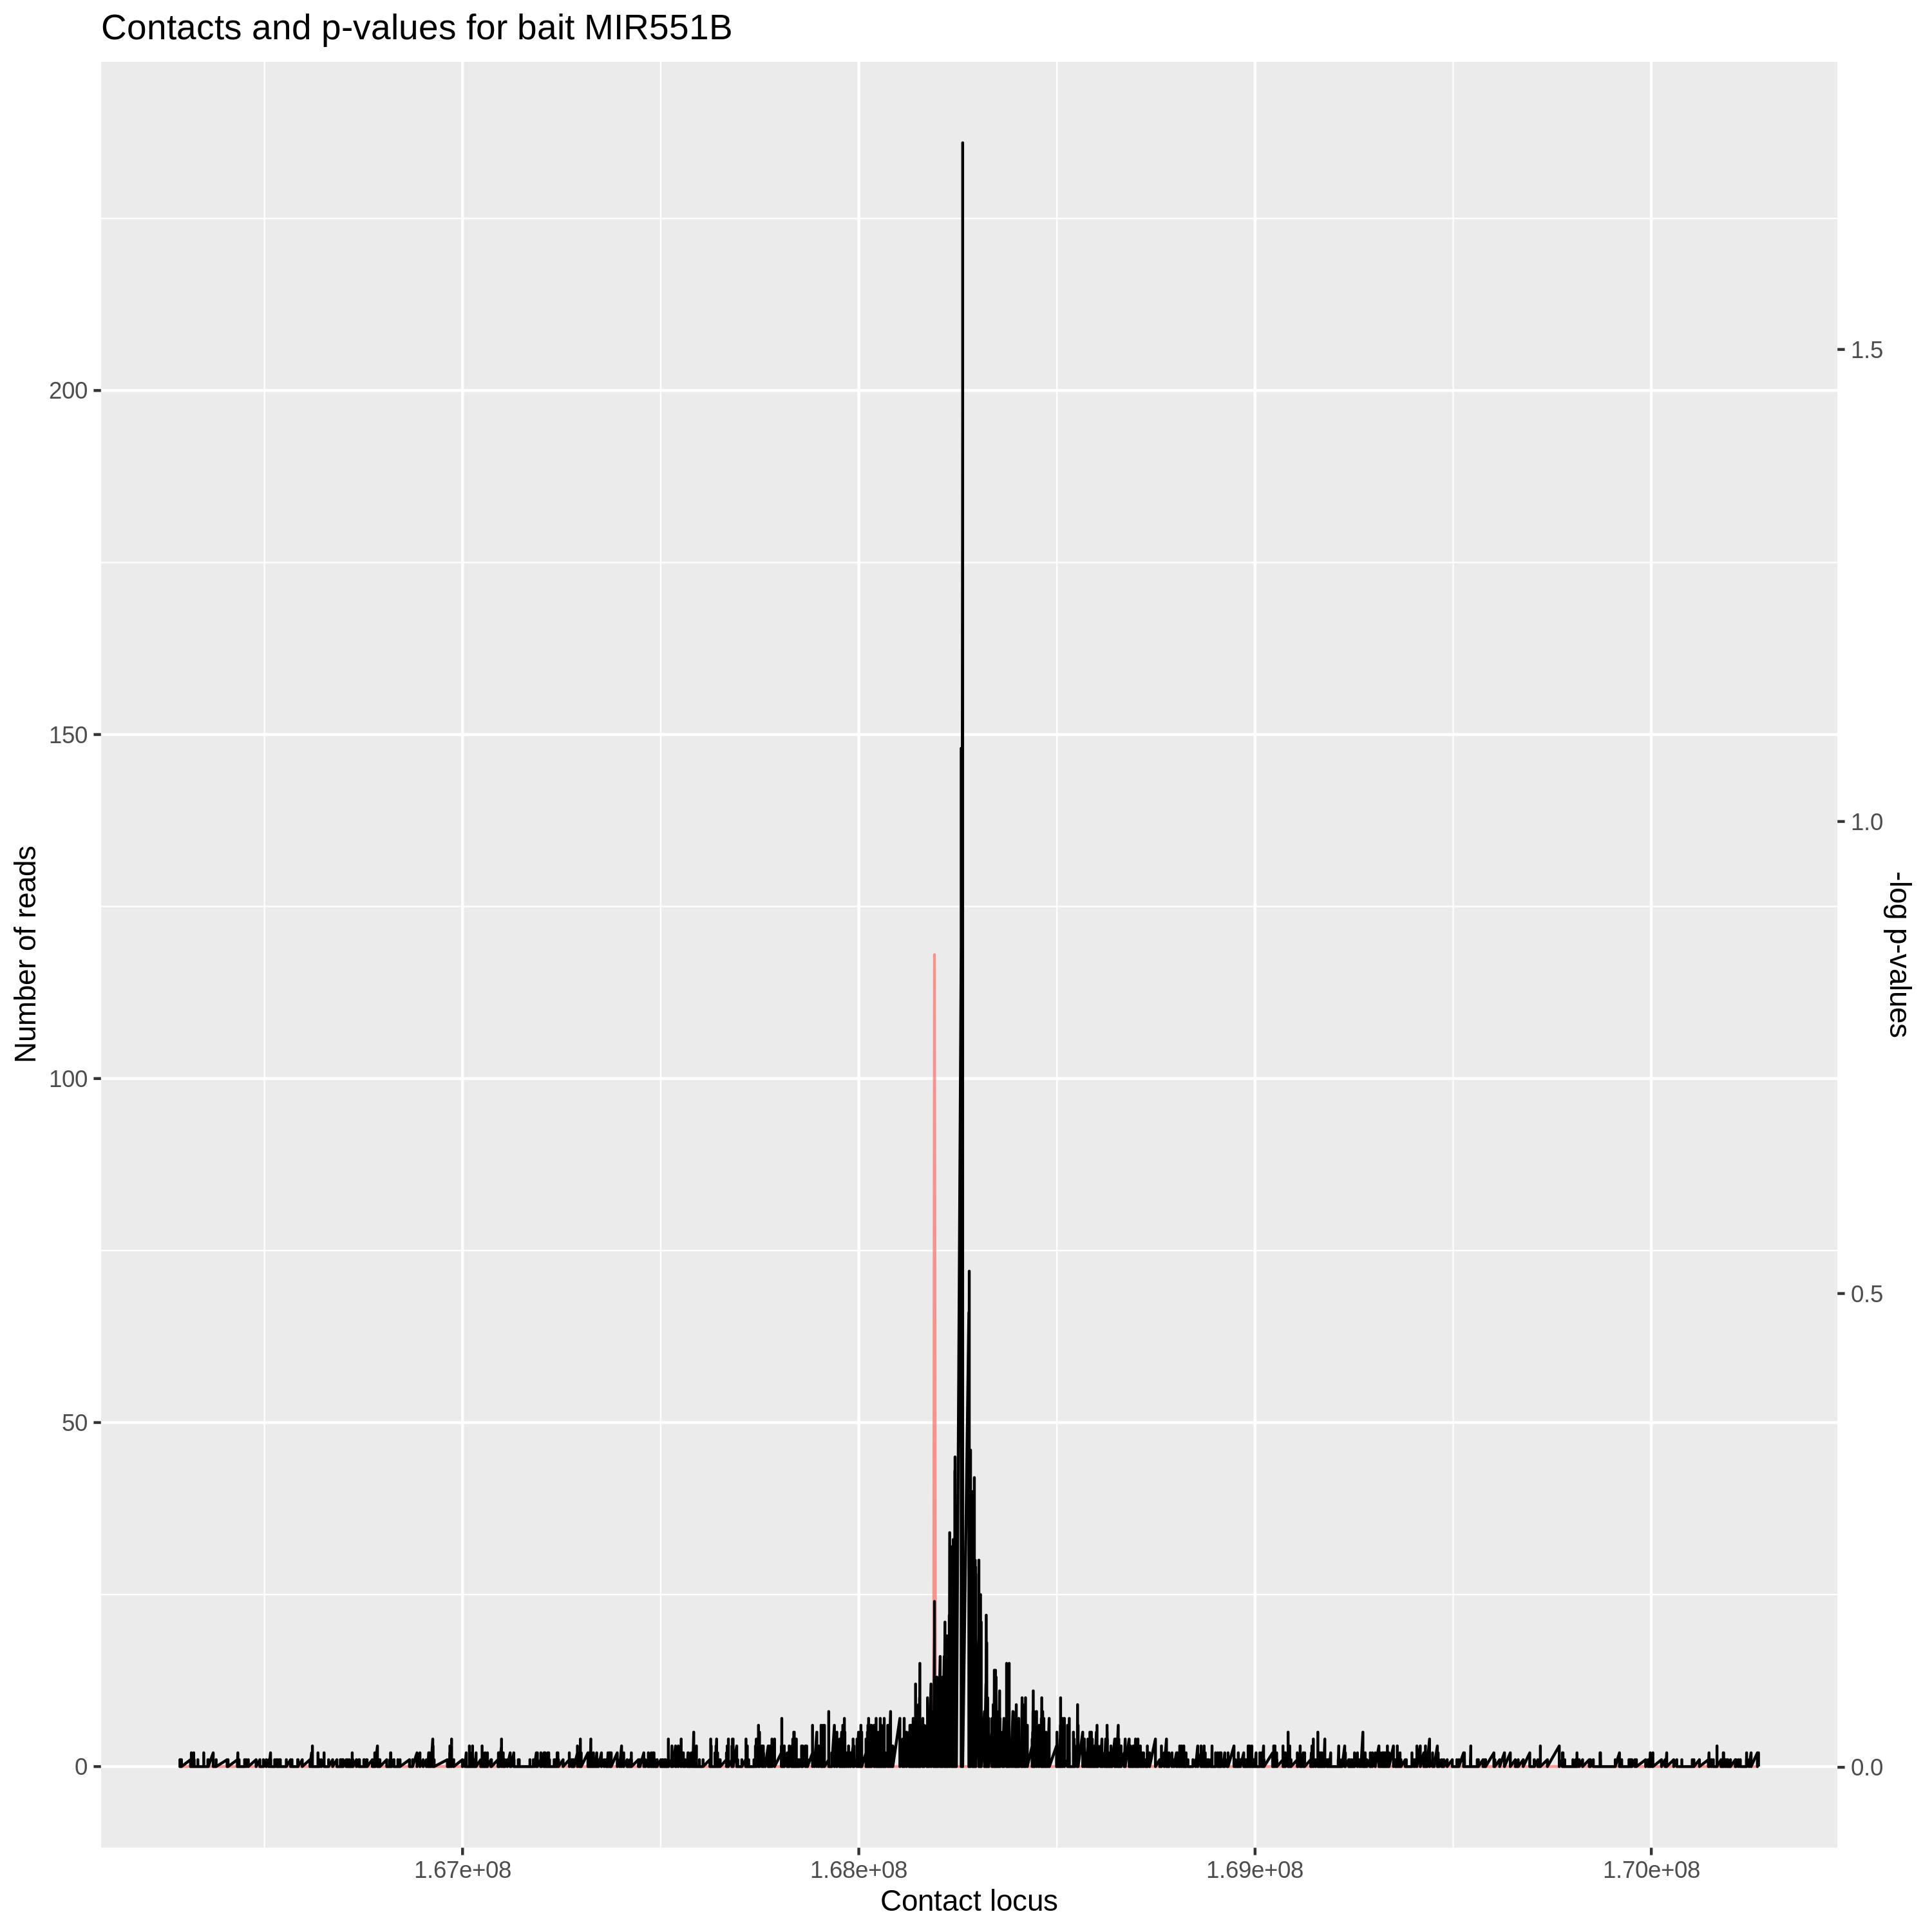 Contacts and p-values for bait MIR551B
Number of reads
200
150
100
50
0
1.5
1.0
0.5
0.0
-log p-values
1.67e+08
1.68e+08
1.69e+08
1.70e+08
Contact locus